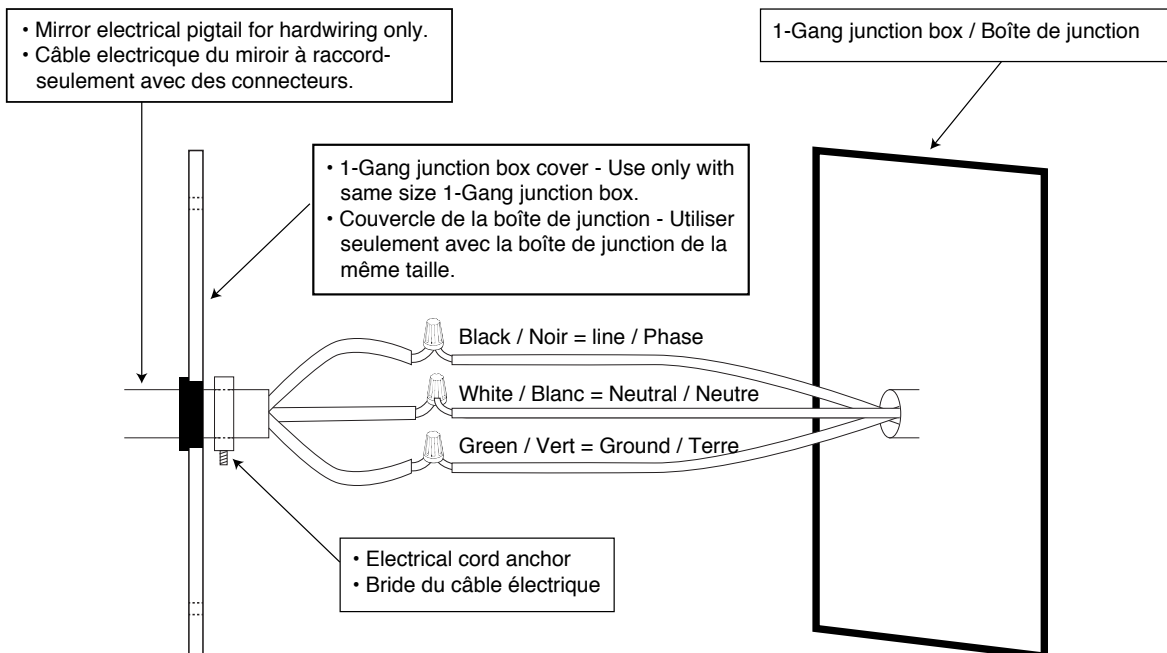 • Mirror electrical pigtail for hardwiring only.
• Câble electricque du miroir à raccord-
seulement avec des connecteurs.
1-Gang junction box / Boîte de junction
• 1-Gang junction box cover - Use only with
same size 1-Gang junction box.
• Couvercle de la boîte de junction - Utiliser
seulement avec la boîte de junction de la
même taille.
Black / Noir = line / Phase
White / Blanc = Neutral / Neutre
Green / Vert = Ground / Terre
• Electrical cord anchor
• Bride du câble électrique